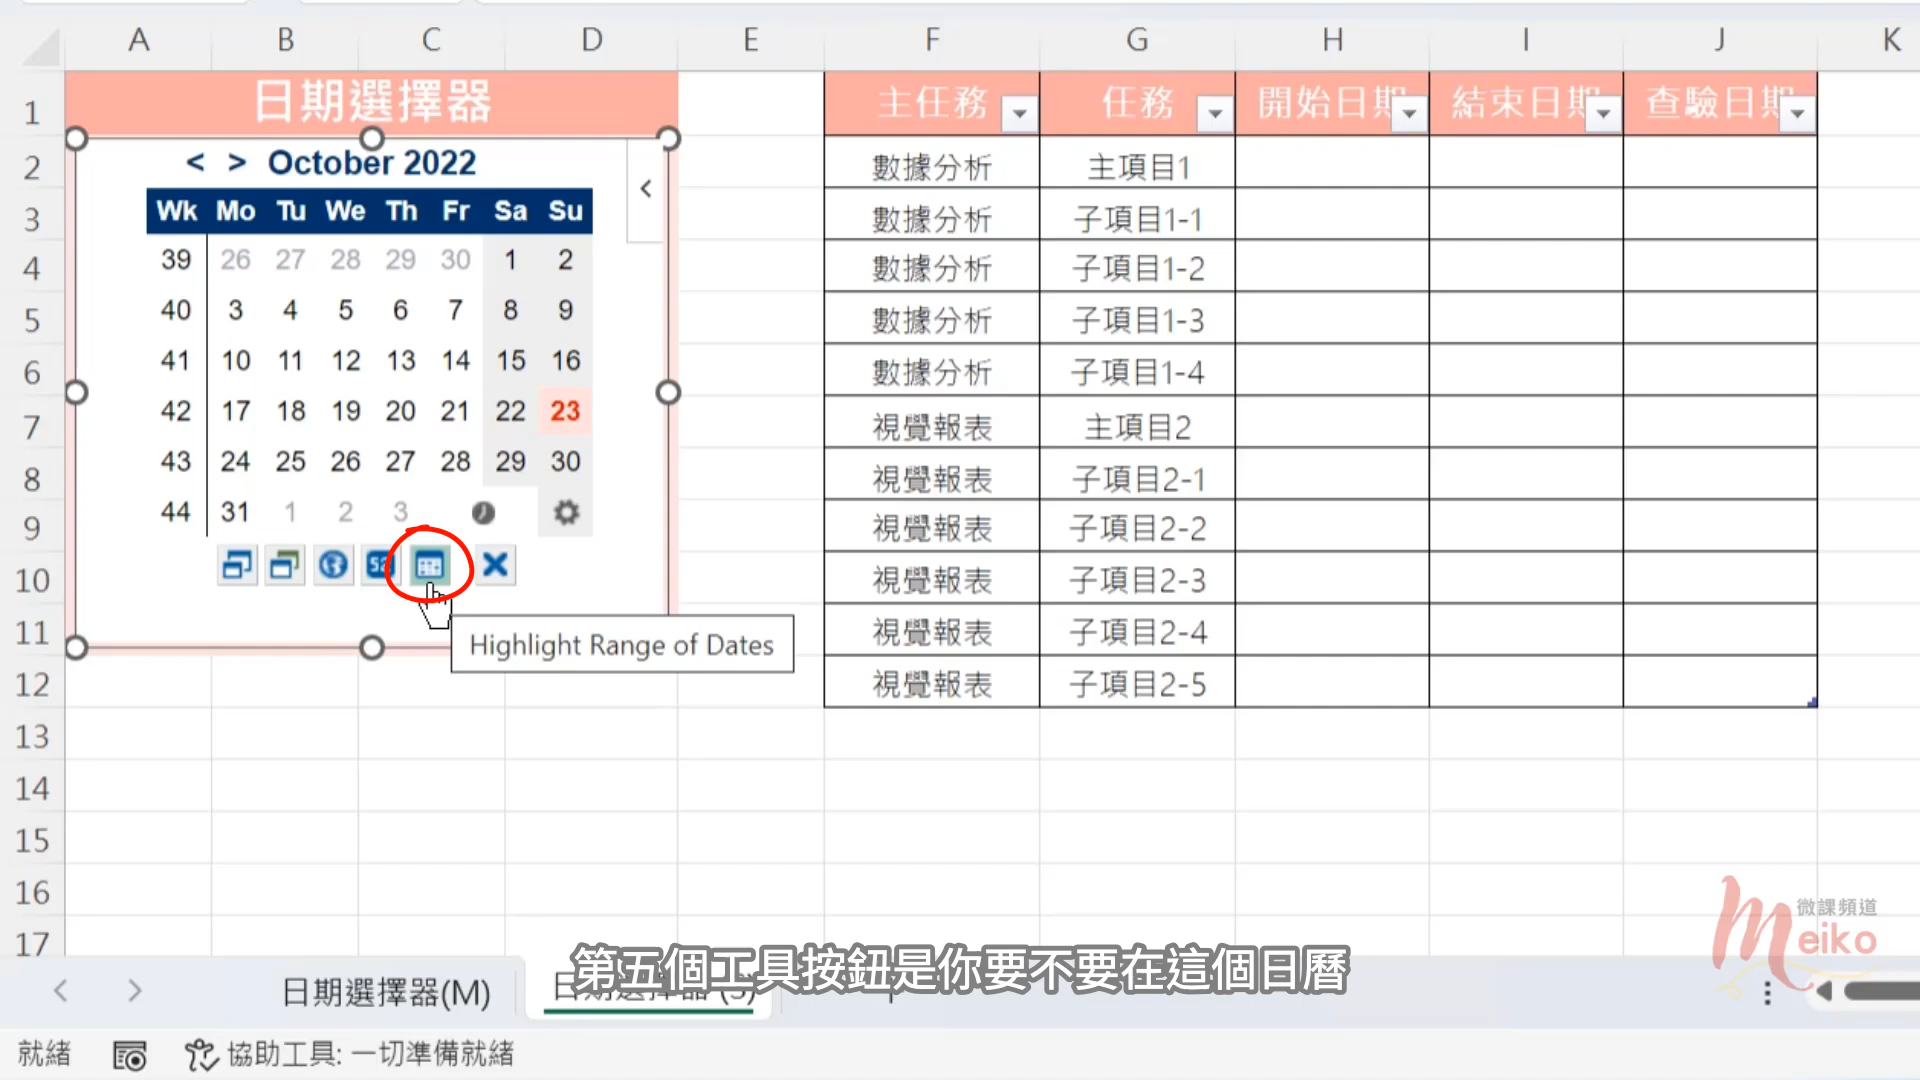 A B C D E F G H I J K
1 日期選擇器 主任務 任務 開始日期 結束日期 查驗日期
< > October 2022 <
Wk Mo Tu We Th Fr Sa Su
39 26 27 28 29 30 1 2
40 3 4 5 6 7 8 9
41 10 11 12 13 14 15 16
42 17 18 19 20 21 22 23
43 24 25 26 27 28 29 30
44 31 1 2 3
52
Highlight Range of Dates
2 數據分析 主項目1
3 數據分析 子項目1-1
4 數據分析 子項目1-2
5 數據分析 子項目1-3
6 數據分析 子項目1-4
7 視覺報表 主項目2
8 視覺報表 子項目2-1
9 視覺報表 子項目2-2
10 視覺報表 子項目2-3
11 視覺報表 子項目2-4
12 視覺報表 子項目2-5
13
14
15
16
17
微課頻道
Meiko
第五個工具按鈕是你要不要在這個日曆
日期選擇器(M) 日期選擇器 (S)
就緒 協助工具: 一切準備就緒